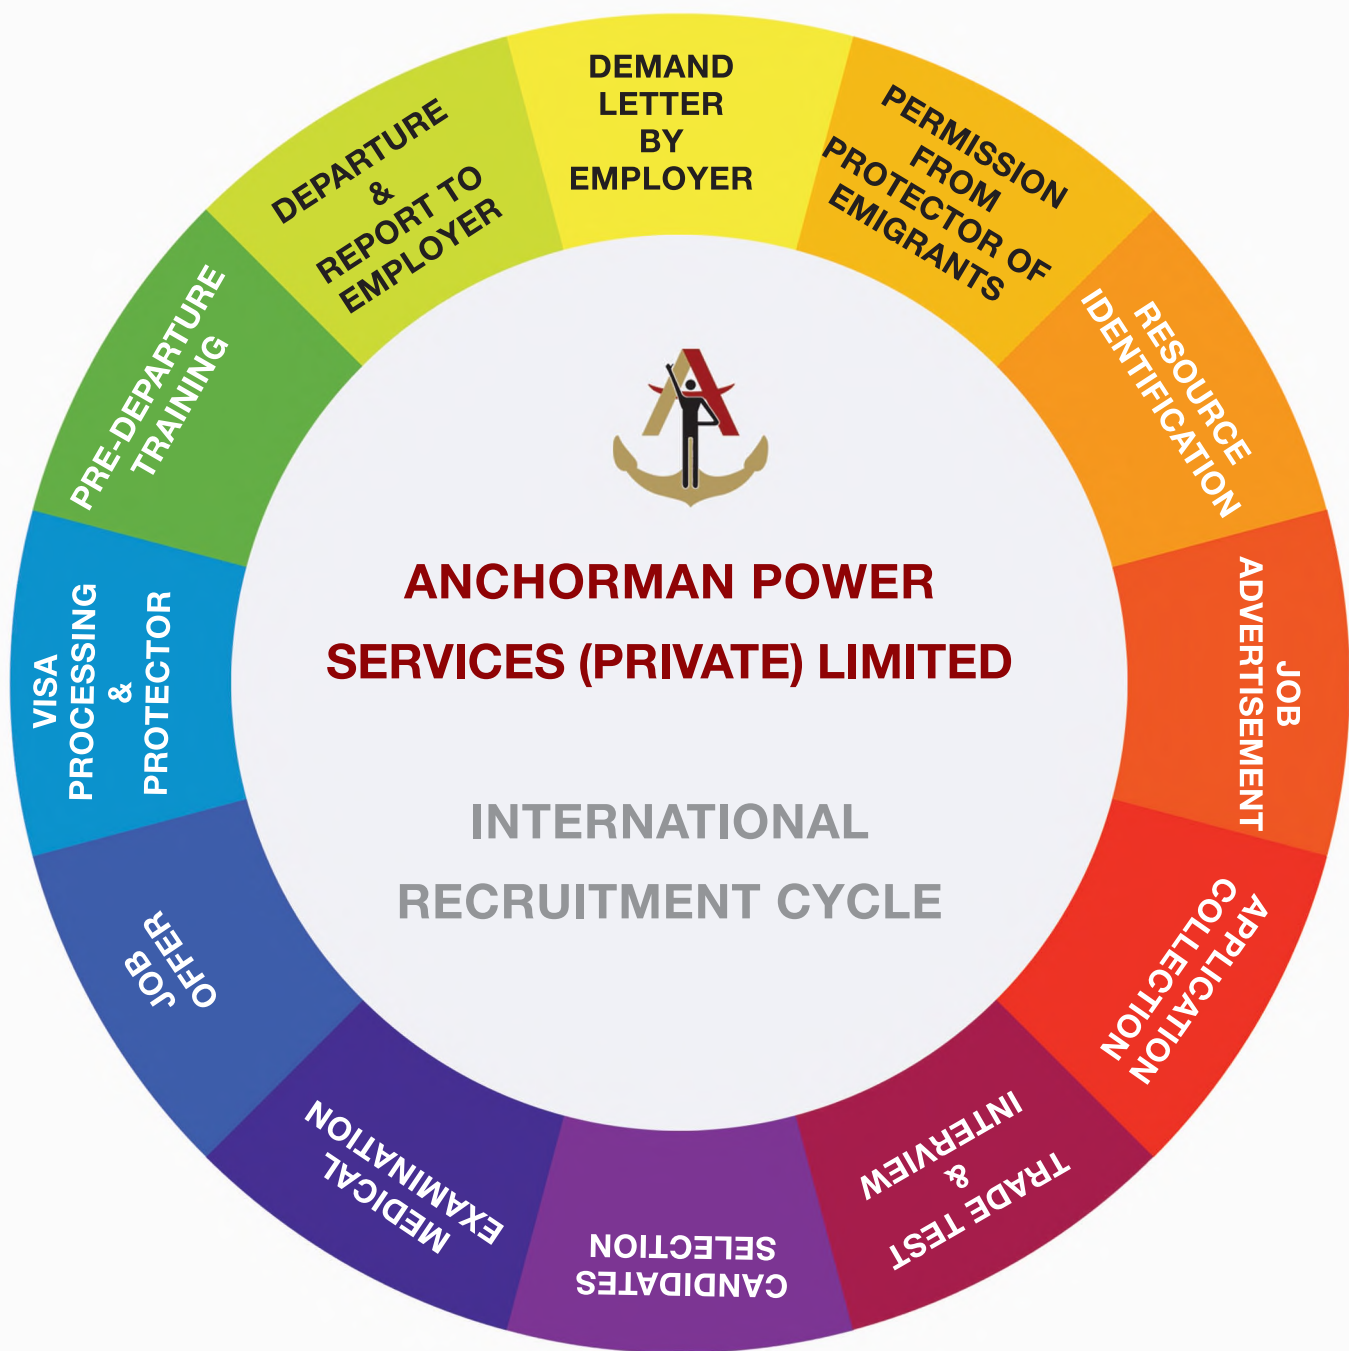 DEMAND
LETTER
BY
EMPLOYER
PERMISSION
FROM
PROTECTOR OF
EMIGRANTS
RESOURCE
IDENTIFICATION
JOB
ADVERTISEMENT
APPLICATION
COLLECTION
TRADE TEST
&
INTERVIEW
CANDIDATES
SELECTION
MEDICAL
EXAMINATION
JOB
OFFER
VISA
PROCESSING
&
PROTECTOR
PRE-DEPARTURE
TRAINING
DEPARTURE
&
REPORT TO
EMPLOYER
ANCHORMAN POWER
SERVICES (PRIVATE) LIMITED
INTERNATIONAL
RECRUITMENT CYCLE